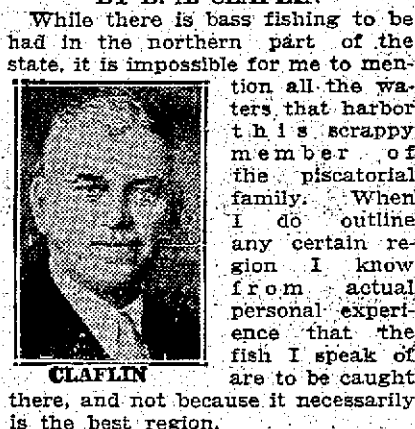 BY B. A. CLAFLIN
While there is bass fishing to be
had in the northern part of the
state, it is impossible for me to men-
tion all the wa-
ters that harbor
this scrappy
member of
the piscatorial
family. When
I do outline
any certain re-
gion I know
from actual
personal experi-
ence that the
fish I speak of
are to be caught
CLAFLIN
there, and not because it necessarily
is the best region.